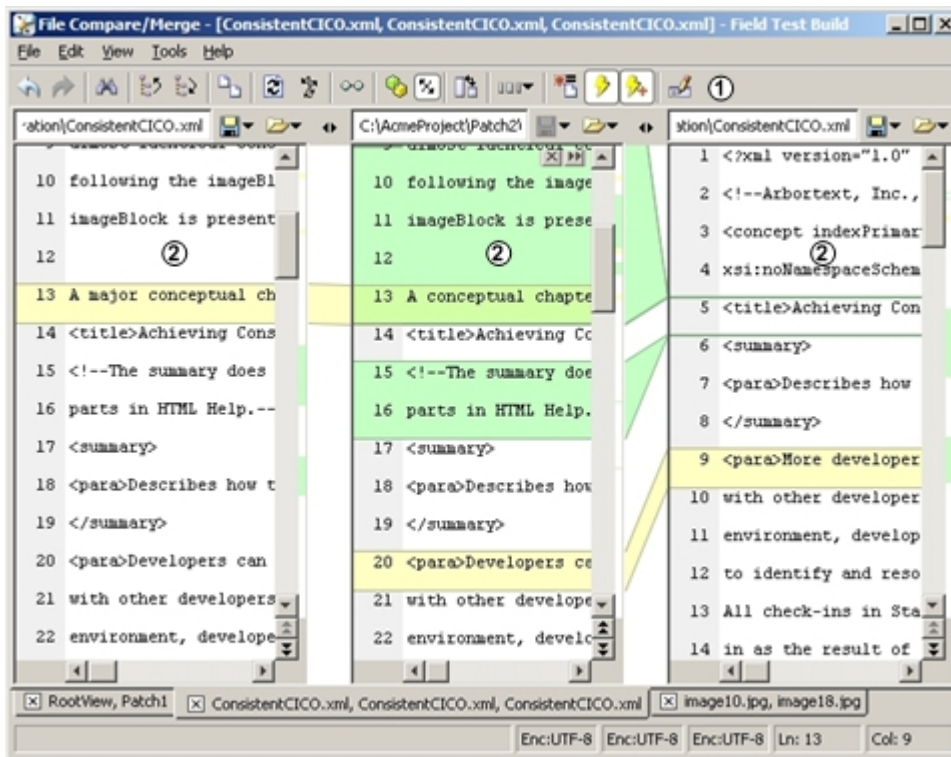 File Compare/Merge - [ConsistentCICO.xml, ConsistentCICO.xml, ConsistentCICO.xml] - Field Test Build
File Edit View Tools Help
①
ation\ConsistentCICO.xml
10 following the imageBl
11 imageBlock is present
12
②
13 A major conceptual ch
14 <title>Achieving Cons
15 <!--The summary does
16 parts in HTML Help.--
17 <summary>
18 <para>Describes how t
19 </summary>
20 <para>Developers can
21 with other developers
22 environment, develope
C:\AcmeProject\Patch2\
10 following the image
11 imageBlock is prese
12
②
13 A conceptual chapte
14 <title>Achieving Co
15 <!--The summary doe
16 parts in HTML Help.
17 <summary>
18 <para>Describes how
19 </summary>
20 <para>Developers ca
21 with other develope
22 environment, develo
ation\ConsistentCICO.xml
1 <?xml version="1.0"
2 <!--Arbortext, Inc.,
3 <concept indexPrimar
②
4 xsi:noNamespaceSchem
5 <title>Achieving Con
6 <summary>
7 <para>Describes how
8 </summary>
9 <para>More developer
10 with other developer
11 environment, develop
12 to identify and reso
13 All check-ins in Sta
14 in as the result of
RootView, Patch1
ConsistentCICO.xml, ConsistentCICO.xml, ConsistentCICO.xml
image10.jpg, image18.jpg
Enc:UTF-8 Enc:UTF-8 Enc:UTF-8 Ln: 13 Col: 9